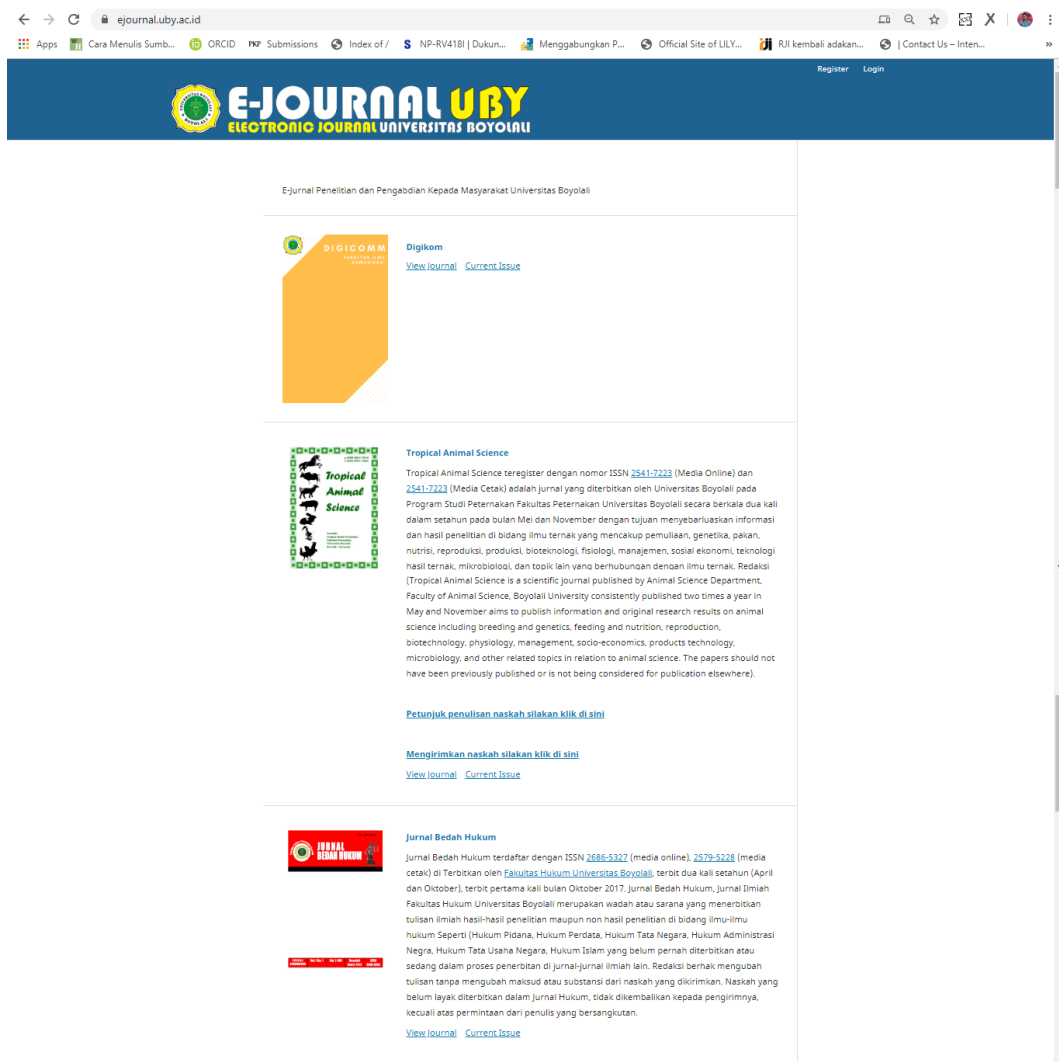 ejournal.uby.ac.id
Apps Cara Menulis Sumb... ORCID PKP Submissions Index of / NP-RV418I | Dukun... Menggabungkan P... Official Site of LILY... RJI kembali adakan... | Contact Us – Inten... »
Register Login
E-JOURNAL UBY
ELECTRONIC JOURNAL UNIVERSITAS BOYOLALI
E-Jurnal Penelitian dan Pengabdian Kepada Masyarakat Universitas Boyolali
DIGICOMM
Digikom
View Journal Current Issue
Tropical
Animal
Science
Tropical Animal Science
Tropical Animal Science teregister dengan nomor ISSN 2541-7223 (Media Online) dan
2541-7223 (Media Cetak) adalah jurnal yang diterbitkan oleh Universitas Boyolali pada
Program Studi Peternakan Fakultas Peternakan Universitas Boyolali secara berkala dua kali
dalam setahun pada bulan Mei dan November dengan tujuan menyebarluaskan informasi
dan hasil penelitian di bidang ilmu ternak yang mencakup pemuliaan, genetika, pakan,
nutrisi, reproduksi, produksi, bioteknologi, fisiologi, manajemen, sosial ekonomi, teknologi
hasil ternak, mikrobiologi, dan topik lain yang berhubungan dengan ilmu ternak. Redaksi
(Tropical Animal Science is a scientific journal published by Animal Science Department,
Faculty of Animal Science, Boyolali University consistently published two times a year in
May and November aims to publish information and original research results on animal
science including breeding and genetics, feeding and nutrition, reproduction,
biotechnology, physiology, management, socio-economics, products technology,
microbiology, and other related topics in relation to animal science. The papers should not
have been previously published or is not being considered for publication elsewhere).
Petunjuk penulisan naskah silakan klik di sini
Mengirimkan naskah silakan klik di sini
View Journal Current Issue
JURNAL
BEDAH HUKUM
Jurnal Bedah Hukum
Jurnal Bedah Hukum terdaftar dengan ISSN 2686-5327 (media online), 2579-5228 (media
cetak) di Terbitkan oleh Fakultas Hukum Universitas Boyolali, terbit dua kali setahun (April
dan Oktober), terbit pertama kali bulan Oktober 2017. Jurnal Bedah Hukum, Jurnal Ilmiah
Fakultas Hukum Universitas Boyolali merupakan wadah atau sarana yang menerbitkan
tulisan ilmiah hasil-hasil penelitian maupun non hasil penelitian di bidang ilmu-ilmu
hukum Seperti (Hukum Pidana, Hukum Perdata, Hukum Tata Negara, Hukum Administrasi
Negra, Hukum Tata Usaha Negara, Hukum Islam yang belum pernah diterbitkan atau
sedang dalam proses penerbitan di jurnal-jurnal ilmiah lain. Redaksi berhak mengubah
tulisan tanpa mengubah maksud atau substansi dari naskah yang dikirimkan. Naskah yang
belum layak diterbitkan dalam Jurnal Hukum, tidak dikembalikan kepada pengirimnya,
kecuali atas permintaan dari penulis yang bersangkutan.
View Journal Current Issue